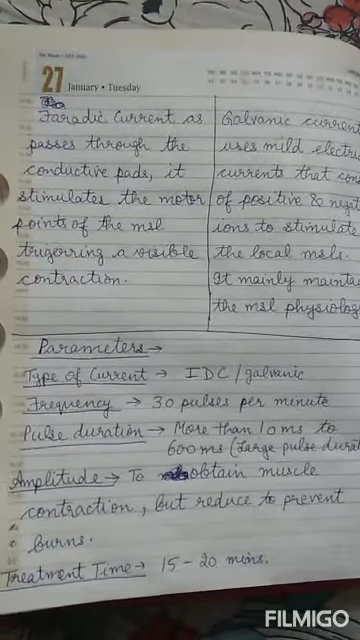 27 January • Tuesday
Faradic Current as
passes through the
conductive pads, it
stimulates the motor
points of the msl
trigerring a visible
contraction.
Galvanic current
uses mild electri
currents that con
of positive & negat
ions to stimulate
the local msls.
It mainly mainta
the msl physiolog
Parameters →
Type of Current → IDC/galvanic
Frequency → 30 pulses per minute
Pulse duration → More than 10 ms to
600 ms (Large pulse durat
Amplitude → To obtain muscle
contraction, but reduce to prevent
burns.
Treatment Time → 15 - 20 mins.
FILMIGO